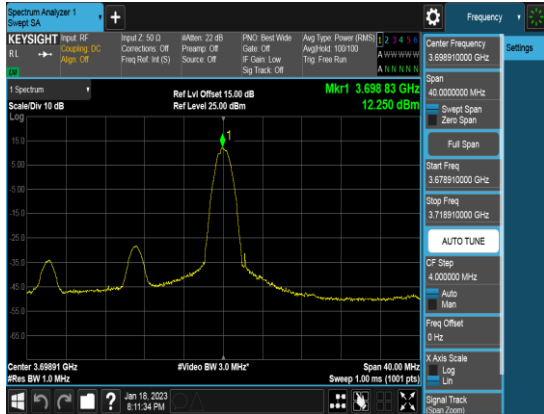 Spectrum Analyzer 1
Swept SA
Frequency
KEYSIGHT
Input: RF
Coupling: DC
Align: Off
Input Z: 50 Ω
Corrections: Off
Freq Ref: Int (S)
#Atten: 22 dB
Preamp: Off
Source: Off
PNO: Best Wide
Gate: Off
IF Gain: Low
Sig Track: Off
Avg Type: Power (RMS)
Avg|Hold: 100/100
Trig: Free Run
1 2 3 4 5 6
A W W W W W
A N N N N N
RL
1 Spectrum
Scale/Div 10 dB
Ref Lvl Offset 15.00 dB
Ref Level 25.00 dBm
Mkr1 3.698 83 GHz
12.250 dBm
Log
15.0
5.00
-5.00
-15.0
-25.0
-35.0
-45.0
-55.0
-65.0
1
Center 3.69891 GHz
#Res BW 1.0 MHz
#Video BW 3.0 MHz*
Span 40.00 MHz
Sweep 1.00 ms (1001 pts)
Center Frequency
3.698910000 GHz
Settings
Span
40.0000000 MHz
Swept Span
Zero Span
Full Span
Start Freq
3.678910000 GHz
Stop Freq
3.718910000 GHz
AUTO TUNE
CF Step
4.000000 MHz
Auto
Man
Freq Offset
0 Hz
X Axis Scale
Log
Lin
Signal Track
(Span Zoom)
Jan 18, 2023
8:11:34 PM